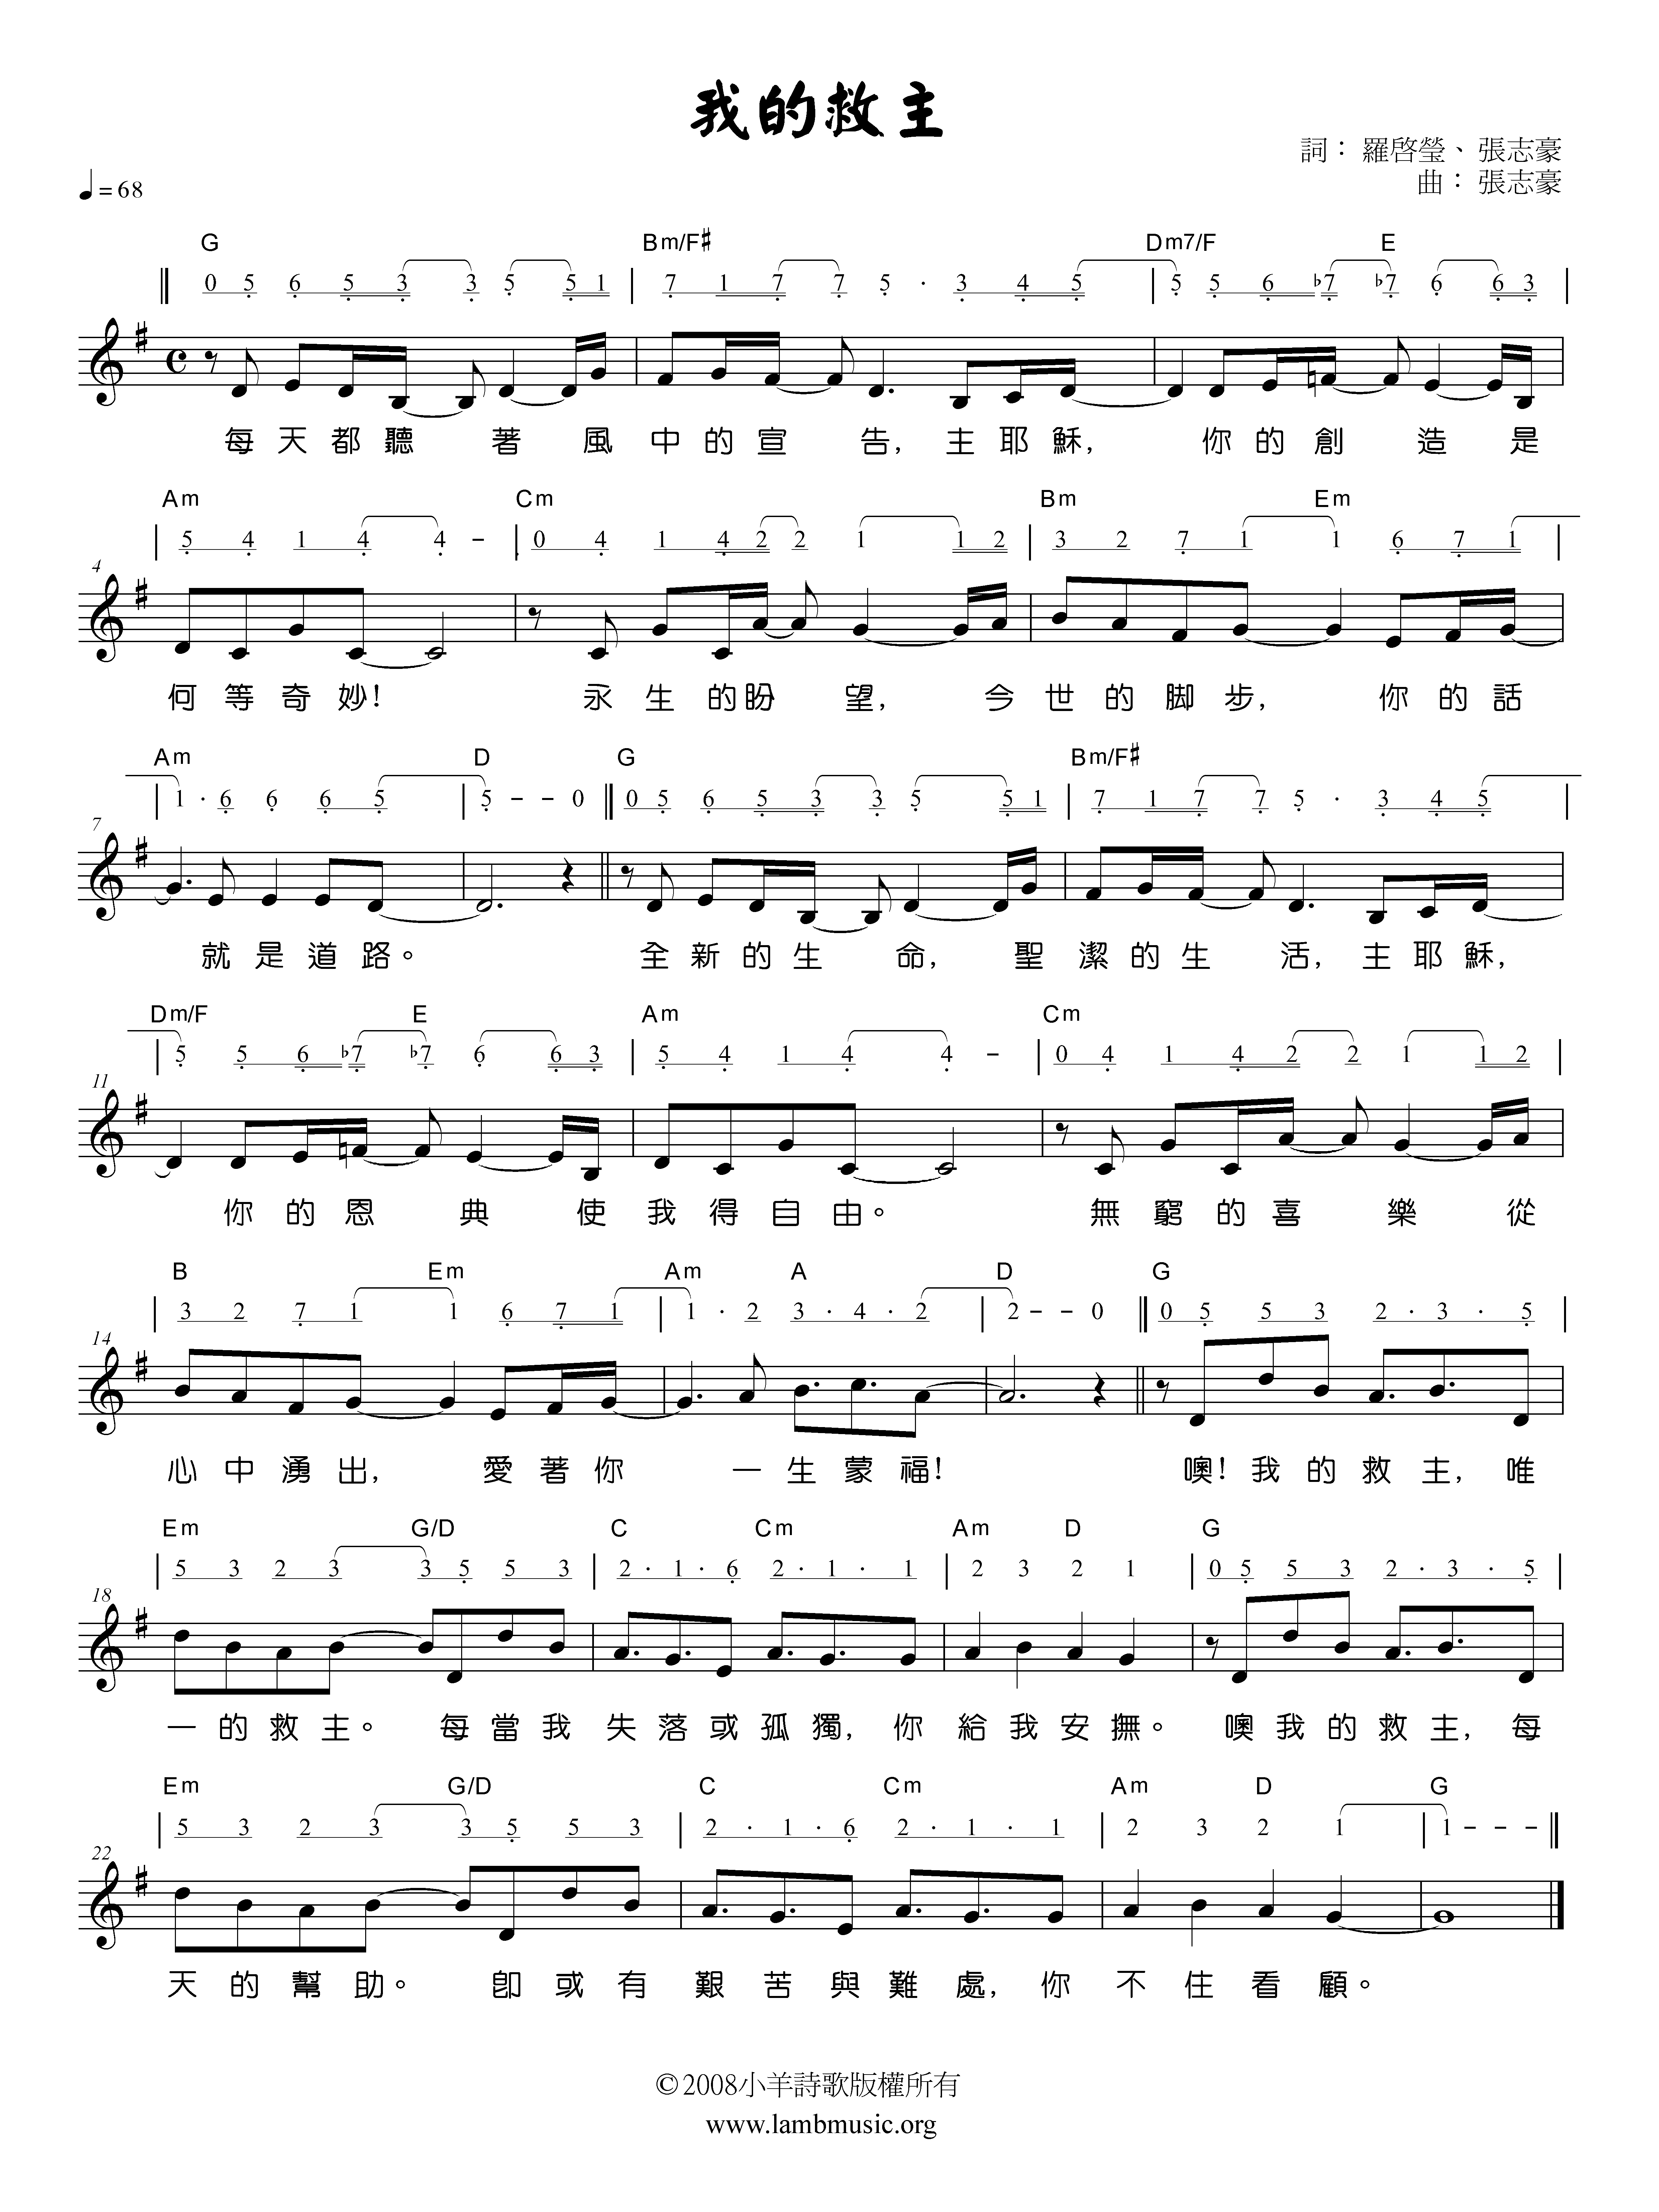 我的救主
詞： 羅啓瑩、張志豪
曲： 張志豪
♩= 68
G Bm/F# Dm7/F E
0 5 6 5 3 3 5 5 1 | 7 1 7 7 5 · 3 4 5 | 5 5 6 b7 b7 6 6 3 |
每天都聽 著 風中的宣 告, 主耶穌, 你的創 造是
Am Cm Bm Em
5 4 1 4 4 - | 0 4 1 4 2 2 1 1 2 | 3 2 7 1 1 6 7 1 |
4
何等奇妙! 永生的盼 望, 今世的脚步, 你的話
Am D G Bm/F#
1 · 6 6 6 5 | 5 - - 0 || 0 5 6 5 3 3 5 5 1 | 7 1 7 7 5 · 3 4 5 |
7
就是道路。 全新的生 命, 聖潔的生 活, 主耶穌,
Dm/F E Am Cm
5 5 6 b7 b7 6 6 3 | 5 4 1 4 4 - | 0 4 1 4 2 2 1 1 2 |
11
你的恩 典 使我得自由。 無窮的喜 樂 從
B Em Am A D G
3 2 7 1 1 6 7 1 | 1 · 2 3 · 4 · 2 | 2 - - 0 || 0 5 5 3 2 · 3 · 5 |
14
心中湧出, 愛著你 一生蒙福! 噢! 我的救主, 唯
Em G/D C Cm Am D G
5 3 2 3 3 5 5 3 | 2 · 1 · 6 2 · 1 · 1 | 2 3 2 1 | 0 5 5 3 2 · 3 · 5 |
18
一的救主。 每當我失落或孤獨, 你給我安撫。 噢我的救主, 每
Em G/D C Cm Am D G
5 3 2 3 3 5 5 3 | 2 · 1 · 6 2 · 1 · 1 | 2 3 2 1 | 1 - - - ||
22
天的幫助。 即或有艱苦與難處, 你不住看顧。
©2008小羊詩歌版權所有
www.lambmusic.org